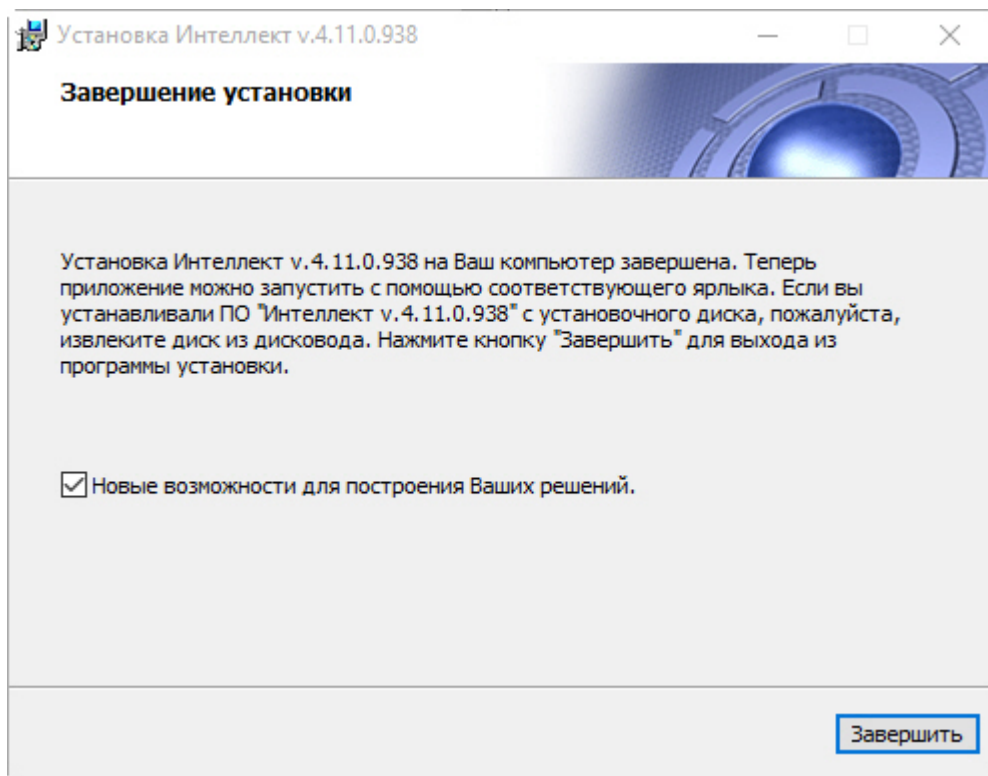 Установка Интеллект v.4.11.0.938
Завершение установки
Установка Интеллект v.4.11.0.938 на Ваш компьютер завершена. Теперь
приложение можно запустить с помощью соответствующего ярлыка. Если вы
устанавливали ПО "Интеллект v.4.11.0.938" с установочного диска, пожалуйста,
извлеките диск из дисковода. Нажмите кнопку "Завершить" для выхода из
программы установки.
Новые возможности для построения Ваших решений.
Завершить